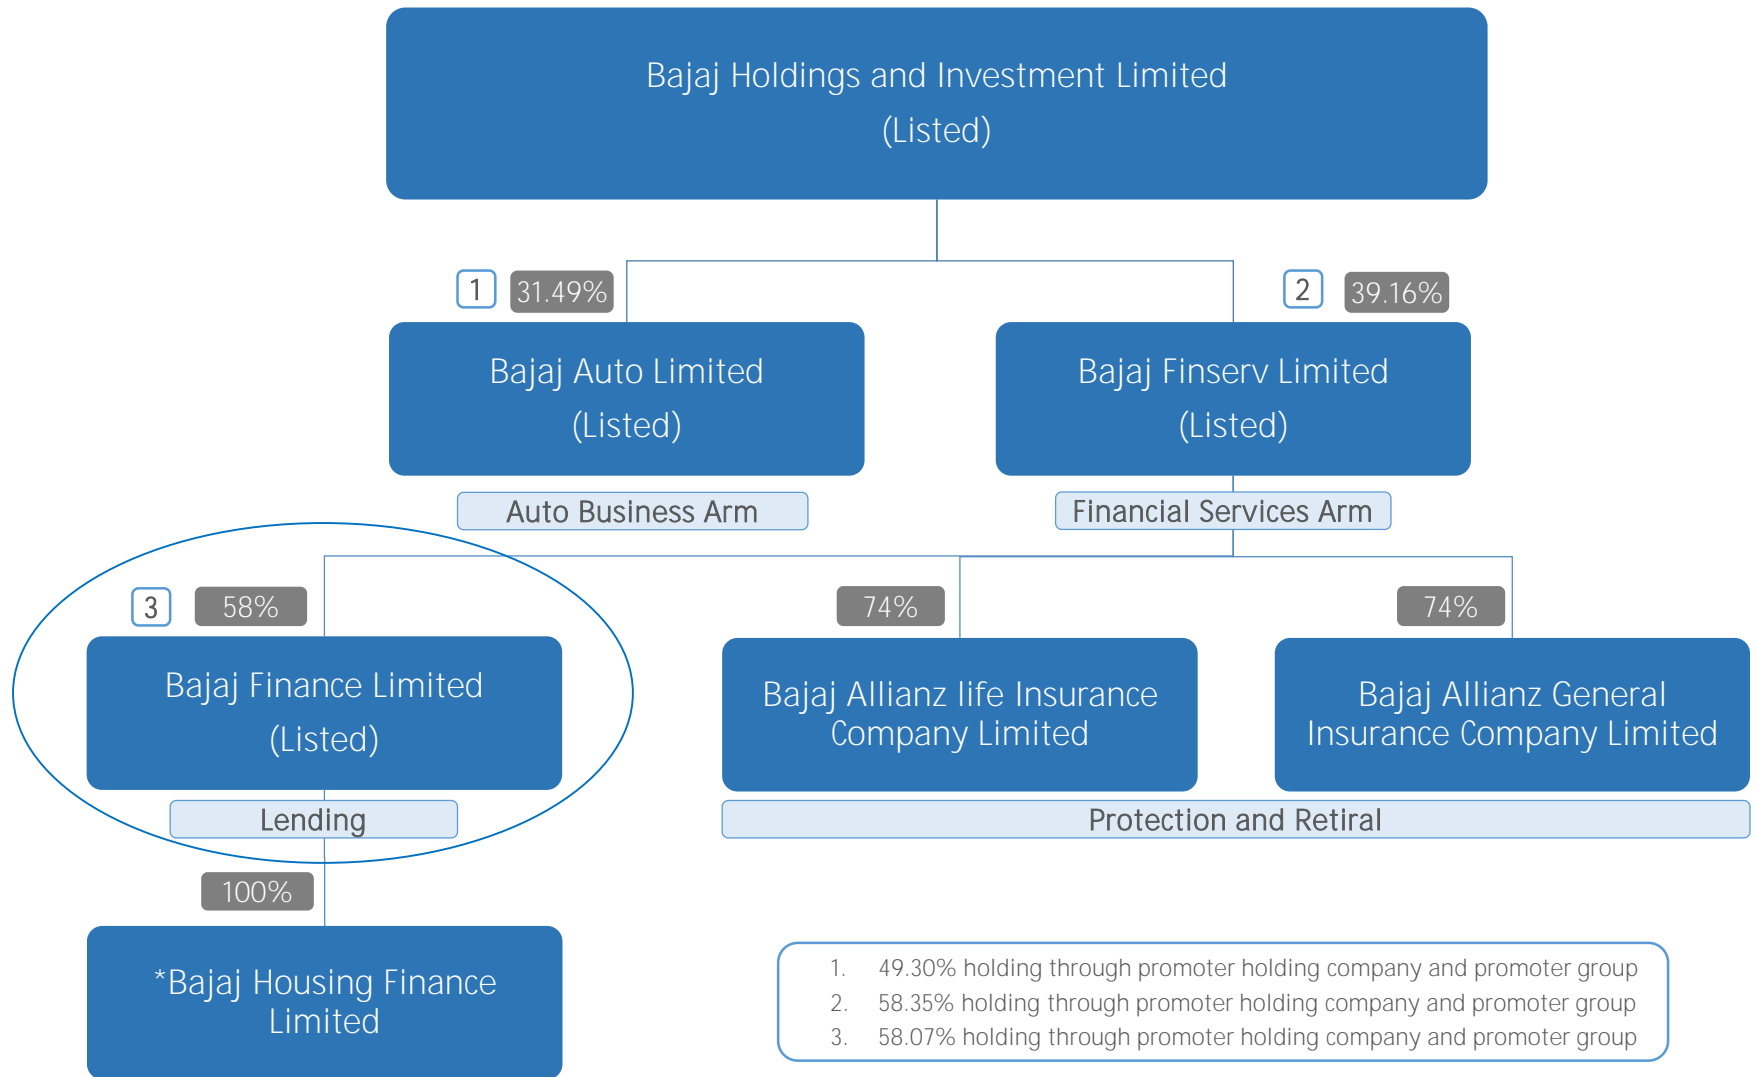 Bajaj Holdings and Investment Limited
(Listed)
1 31.49%
2 39.16%
Bajaj Auto Limited
(Listed)
Bajaj Finserv Limited
(Listed)
Auto Business Arm
Financial Services Arm
3 58%
74%
74%
Bajaj Finance Limited
(Listed)
Bajaj Allianz life Insurance
Company Limited
Bajaj Allianz General
Insurance Company Limited
Lending
Protection and Retiral
100%
*Bajaj Housing Finance
Limited
1. 49.30% holding through promoter holding company and promoter group
2. 58.35% holding through promoter holding company and promoter group
3. 58.07% holding through promoter holding company and promoter group